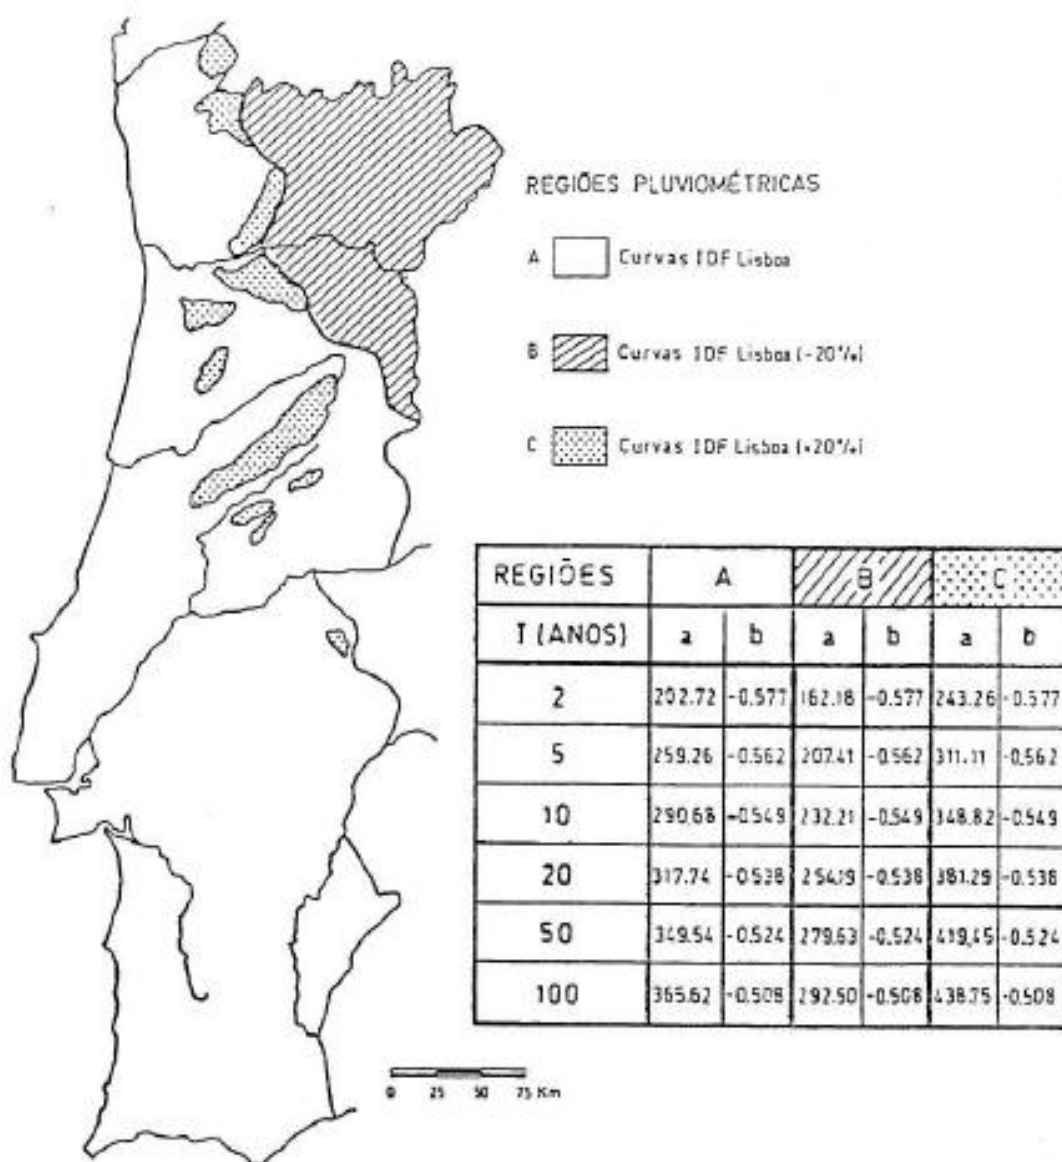 REGIÕES PLUVIOMÉTRICAS
A Curvas IDF Lisboa
B Curvas IDF Lisboa (-20%)
C Curvas IDF Lisboa (+20%)
REGIÕES A B C
T (ANOS) a b a b a b
2 202.72 -0.577 162.18 -0.577 243.26 -0.577
5 259.26 -0.562 207.41 -0.562 311.11 -0.562
10 290.68 -0.549 232.21 -0.549 348.82 -0.549
20 317.74 -0.538 254.19 -0.538 381.29 -0.538
50 349.54 -0.524 279.63 -0.524 419.45 -0.524
100 365.62 -0.508 292.50 -0.508 438.75 -0.508
0 25 50 75 Km